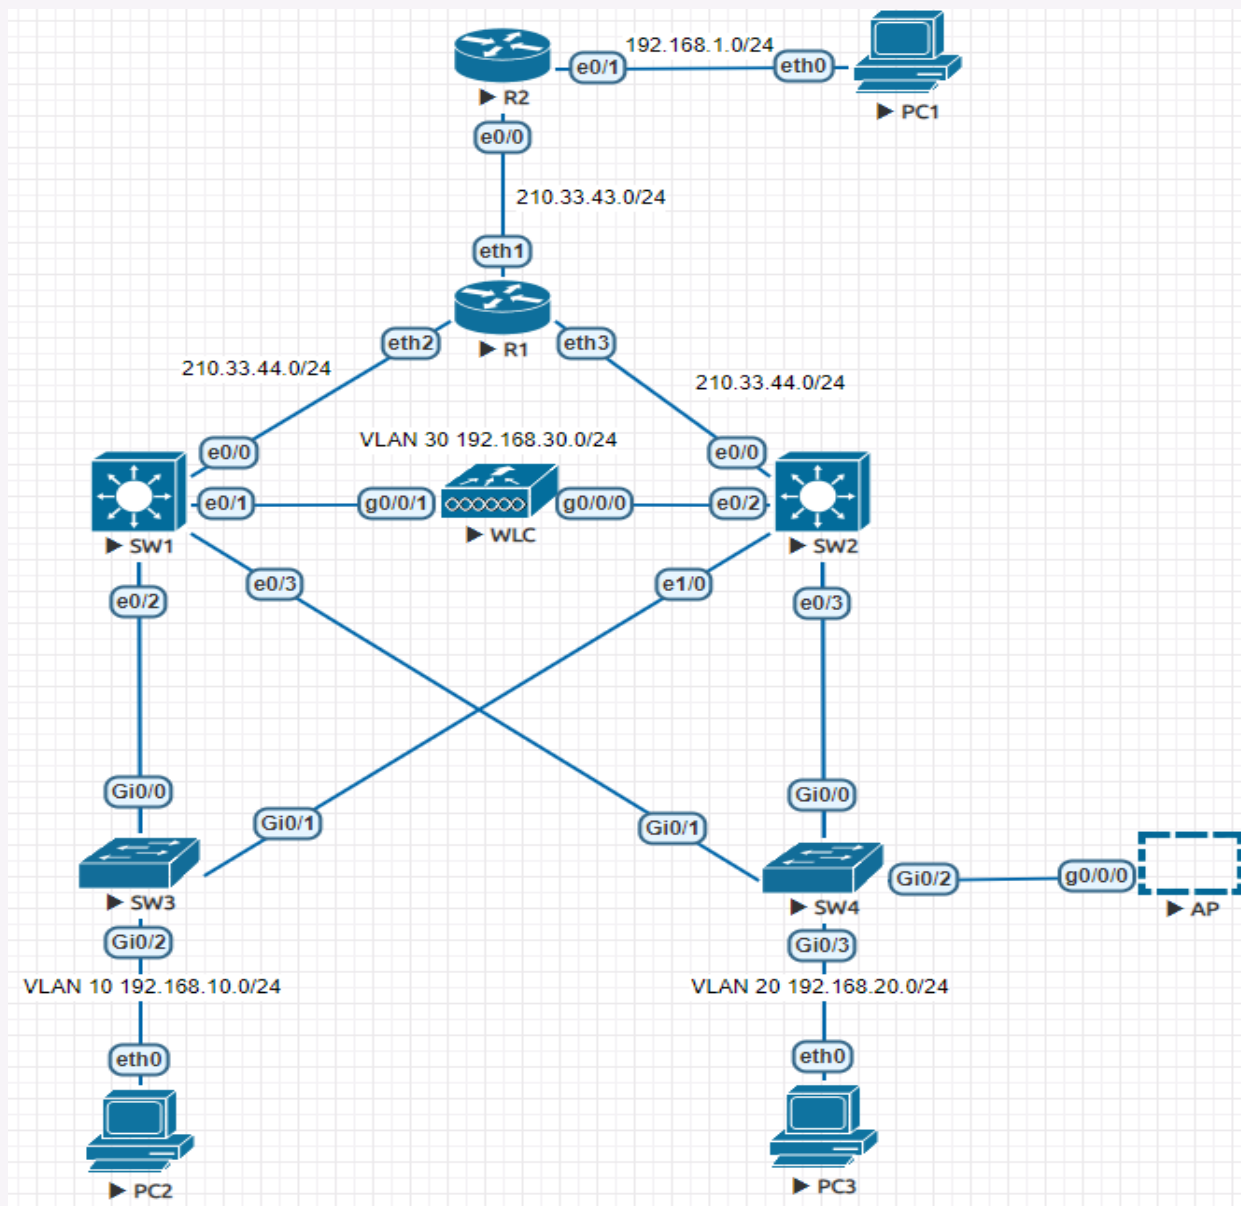 192.168.1.0/24
e0/1
eth0
R2
PC1
e0/0
210.33.43.0/24
eth1
eth2
R1
eth3
210.33.44.0/24
210.33.44.0/24
VLAN 30 192.168.30.0/24
e0/0
e0/0
e0/1
g0/0/1
g0/0/0
e0/2
SW1
WLC
SW2
e0/3
e1/0
e0/2
e0/3
Gi0/0
Gi0/0
Gi0/1
Gi0/1
Gi0/2
g0/0/0
SW3
SW4
AP
Gi0/2
Gi0/3
VLAN 10 192.168.10.0/24
VLAN 20 192.168.20.0/24
eth0
eth0
PC2
PC3